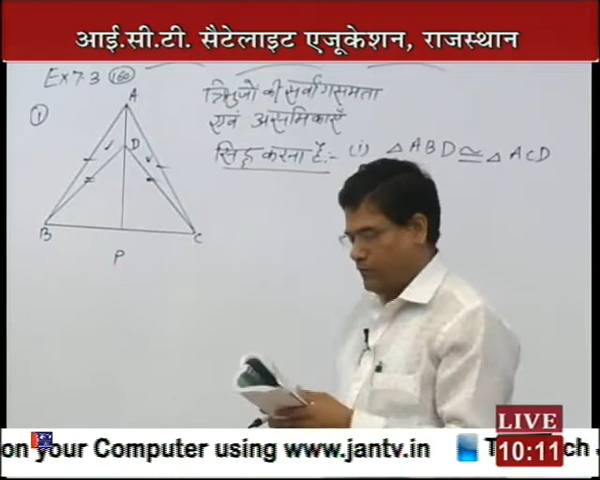 आई.सी.टी. सैटेलाइट एजूकेशन, राजस्थान
Ex 7.3 (160)
त्रिभुजों की सर्वांगसमता
एवं असमिकाएँ
सिद्ध करना है:- (i) △ABD ≅ △ACD
①
A
D
B
C
P
LIVE
10:11
on your Computer using www.jantv.in